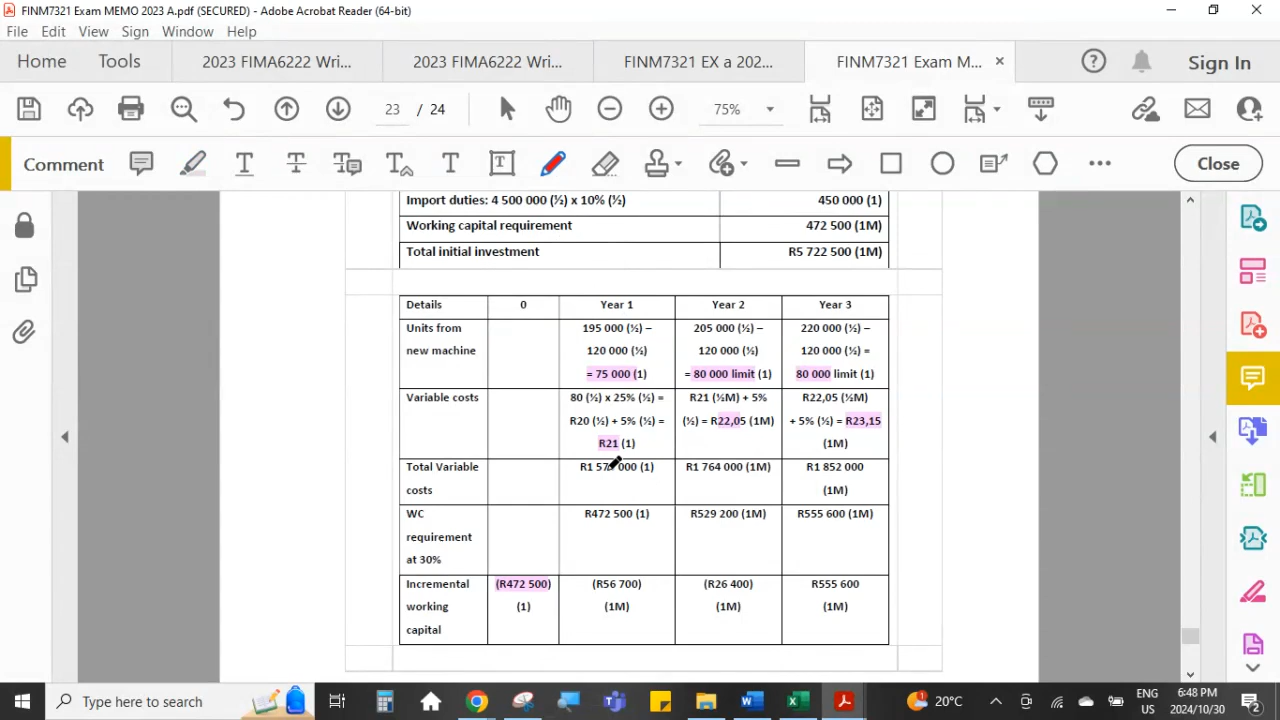 FINM7321 Exam MEMO 2023 A.pdf (SECURED) - Adobe Acrobat Reader (64-bit)
File Edit View Sign Window Help
Home Tools 2023 FIMA6222 Wri... 2023 FIMA6222 Wri... FINM7321 EX a 202... FINM7321 Exam M... Sign In
23 / 24 75%
Comment Close
Import duties: 4 500 000 (½) x 10% (½) 450 000 (1)
Working capital requirement 472 500 (1M)
Total initial investment R5 722 500 (1M)
Details 0 Year 1 Year 2 Year 3
Units from 195 000 (½) – 205 000 (½) – 220 000 (½) –
new machine 120 000 (½) 120 000 (½) 120 000 (½) =
= 75 000 (1) = 80 000 limit (1) 80 000 limit (1)
Variable costs 80 (½) x 25% (½) = R21 (½M) + 5% R22,05 (½M)
R20 (½) + 5% (½) = (½) = R22,05 (1M) + 5% (½) = R23,15
R21 (1) (1M)
Total Variable 000 (1) R1 764 000 (1M) R1 852 000
costs (1M)
WC R472 500 (1) R529 200 (1M) R555 600 (1M)
requirement
at 30%
Incremental (R472 500) (R56 700) (R26 400) R555 600
working (1) (1M) (1M) (1M)
capital
Type here to search 20°C ENG 6:48 PM
US 2024/10/30
2